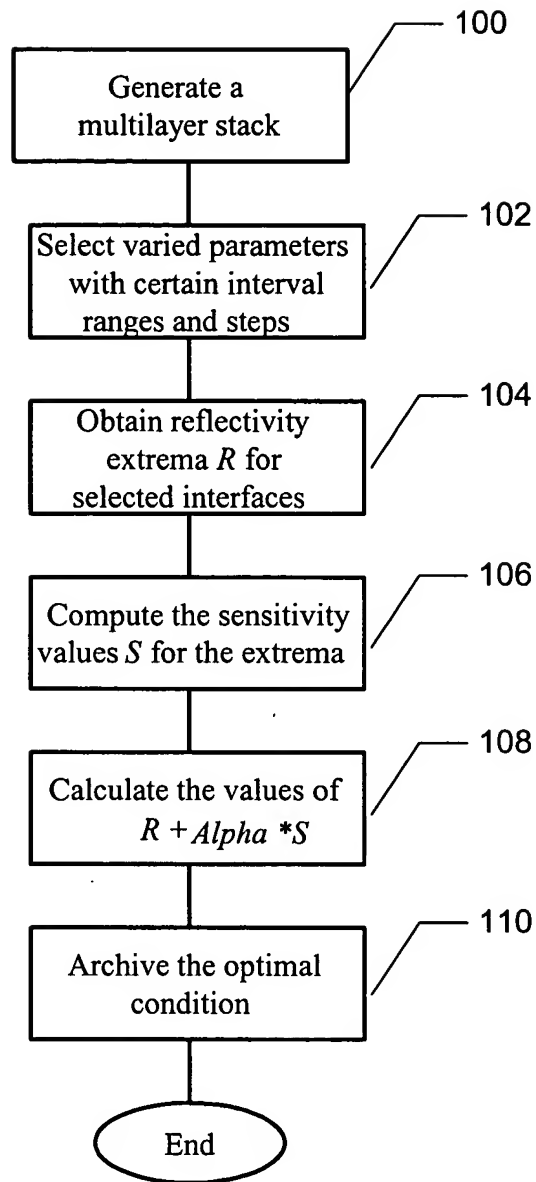 100
Generate a
multilayer stack
102
Select varied parameters
with certain interval
ranges and steps
104
Obtain reflectivity
extrema R for
selected interfaces
106
Compute the sensitivity
values S for the extrema
108
Calculate the values of
R + Alpha *S
110
Archive the optimal
condition
End